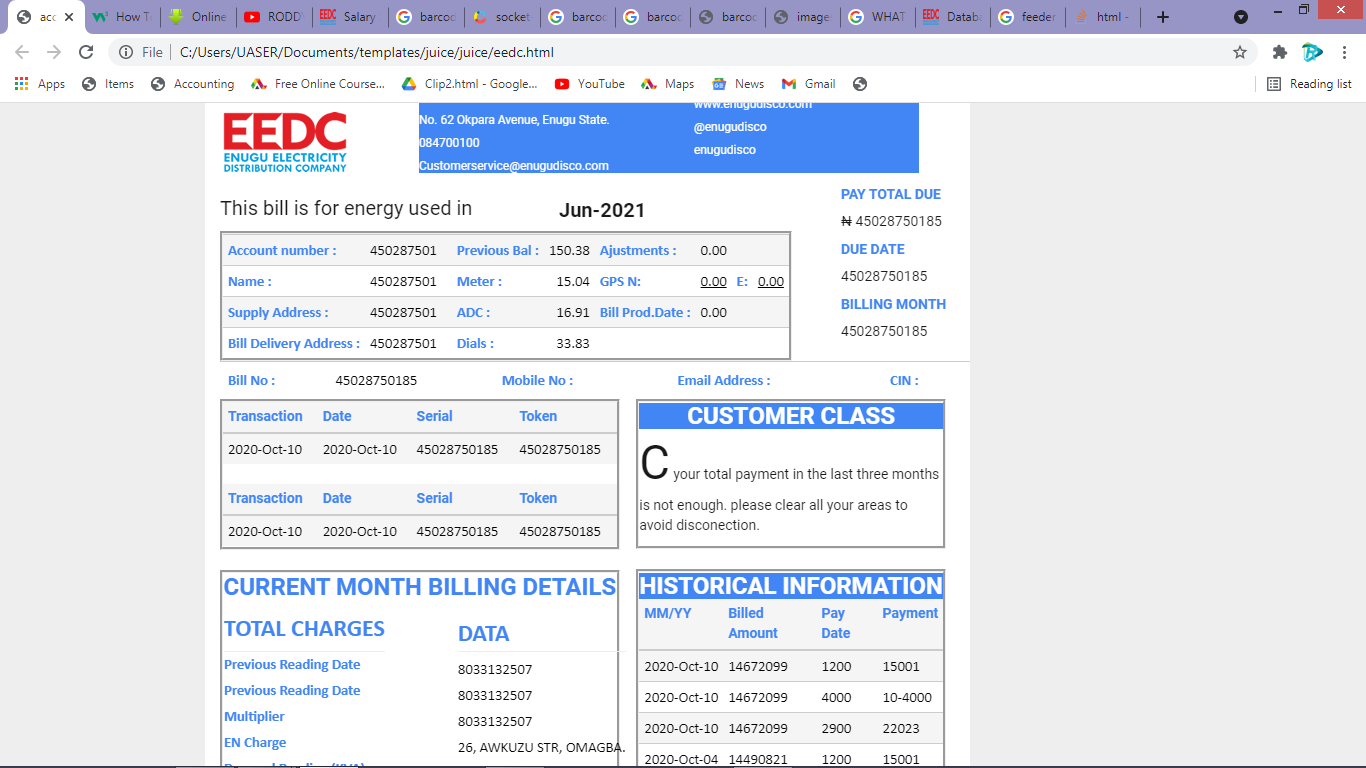 acc
How T
Online
RODD
Salary
barcod
socket
barcod
barcod
barcod
image
WHAT
Datab
feeder
html -
File C:/Users/UASER/Documents/templates/juice/juice/eedc.html
Apps Items Accounting Free Online Course... Clip2.html - Google... YouTube Maps News Gmail Reading list
EEDC
ENUGU ELECTRICITY
DISTRIBUTION COMPANY
www.enugudisco.com
No. 62 Okpara Avenue, Enugu State.
@enugudisco
084700100
enugudisco
Customerservice@enugudisco.com
This bill is for energy used in Jun-2021
PAY TOTAL DUE
₦ 45028750185
DUE DATE
45028750185
BILLING MONTH
45028750185
Account number : 450287501 Previous Bal : 150.38 Ajustments : 0.00
Name : 450287501 Meter : 15.04 GPS N: 0.00 E: 0.00
Supply Address : 450287501 ADC : 16.91 Bill Prod.Date : 0.00
Bill Delivery Address : 450287501 Dials : 33.83
Bill No : 45028750185 Mobile No : Email Address : CIN :
Transaction Date Serial Token
2020-Oct-10 2020-Oct-10 45028750185 45028750185
Transaction Date Serial Token
2020-Oct-10 2020-Oct-10 45028750185 45028750185
CUSTOMER CLASS
C your total payment in the last three months
is not enough. please clear all your areas to
avoid disconection.
CURRENT MONTH BILLING DETAILS
TOTAL CHARGES DATA
Previous Reading Date 8033132507
Previous Reading Date 8033132507
Multiplier 8033132507
EN Charge 26, AWKUZU STR, OMAGBA.
HISTORICAL INFORMATION
MM/YY Billed Amount Pay Date Payment
2020-Oct-10 14672099 1200 15001
2020-Oct-10 14672099 4000 10-4000
2020-Oct-10 14672099 2900 22023
2020-Oct-04 14490821 1200 15001